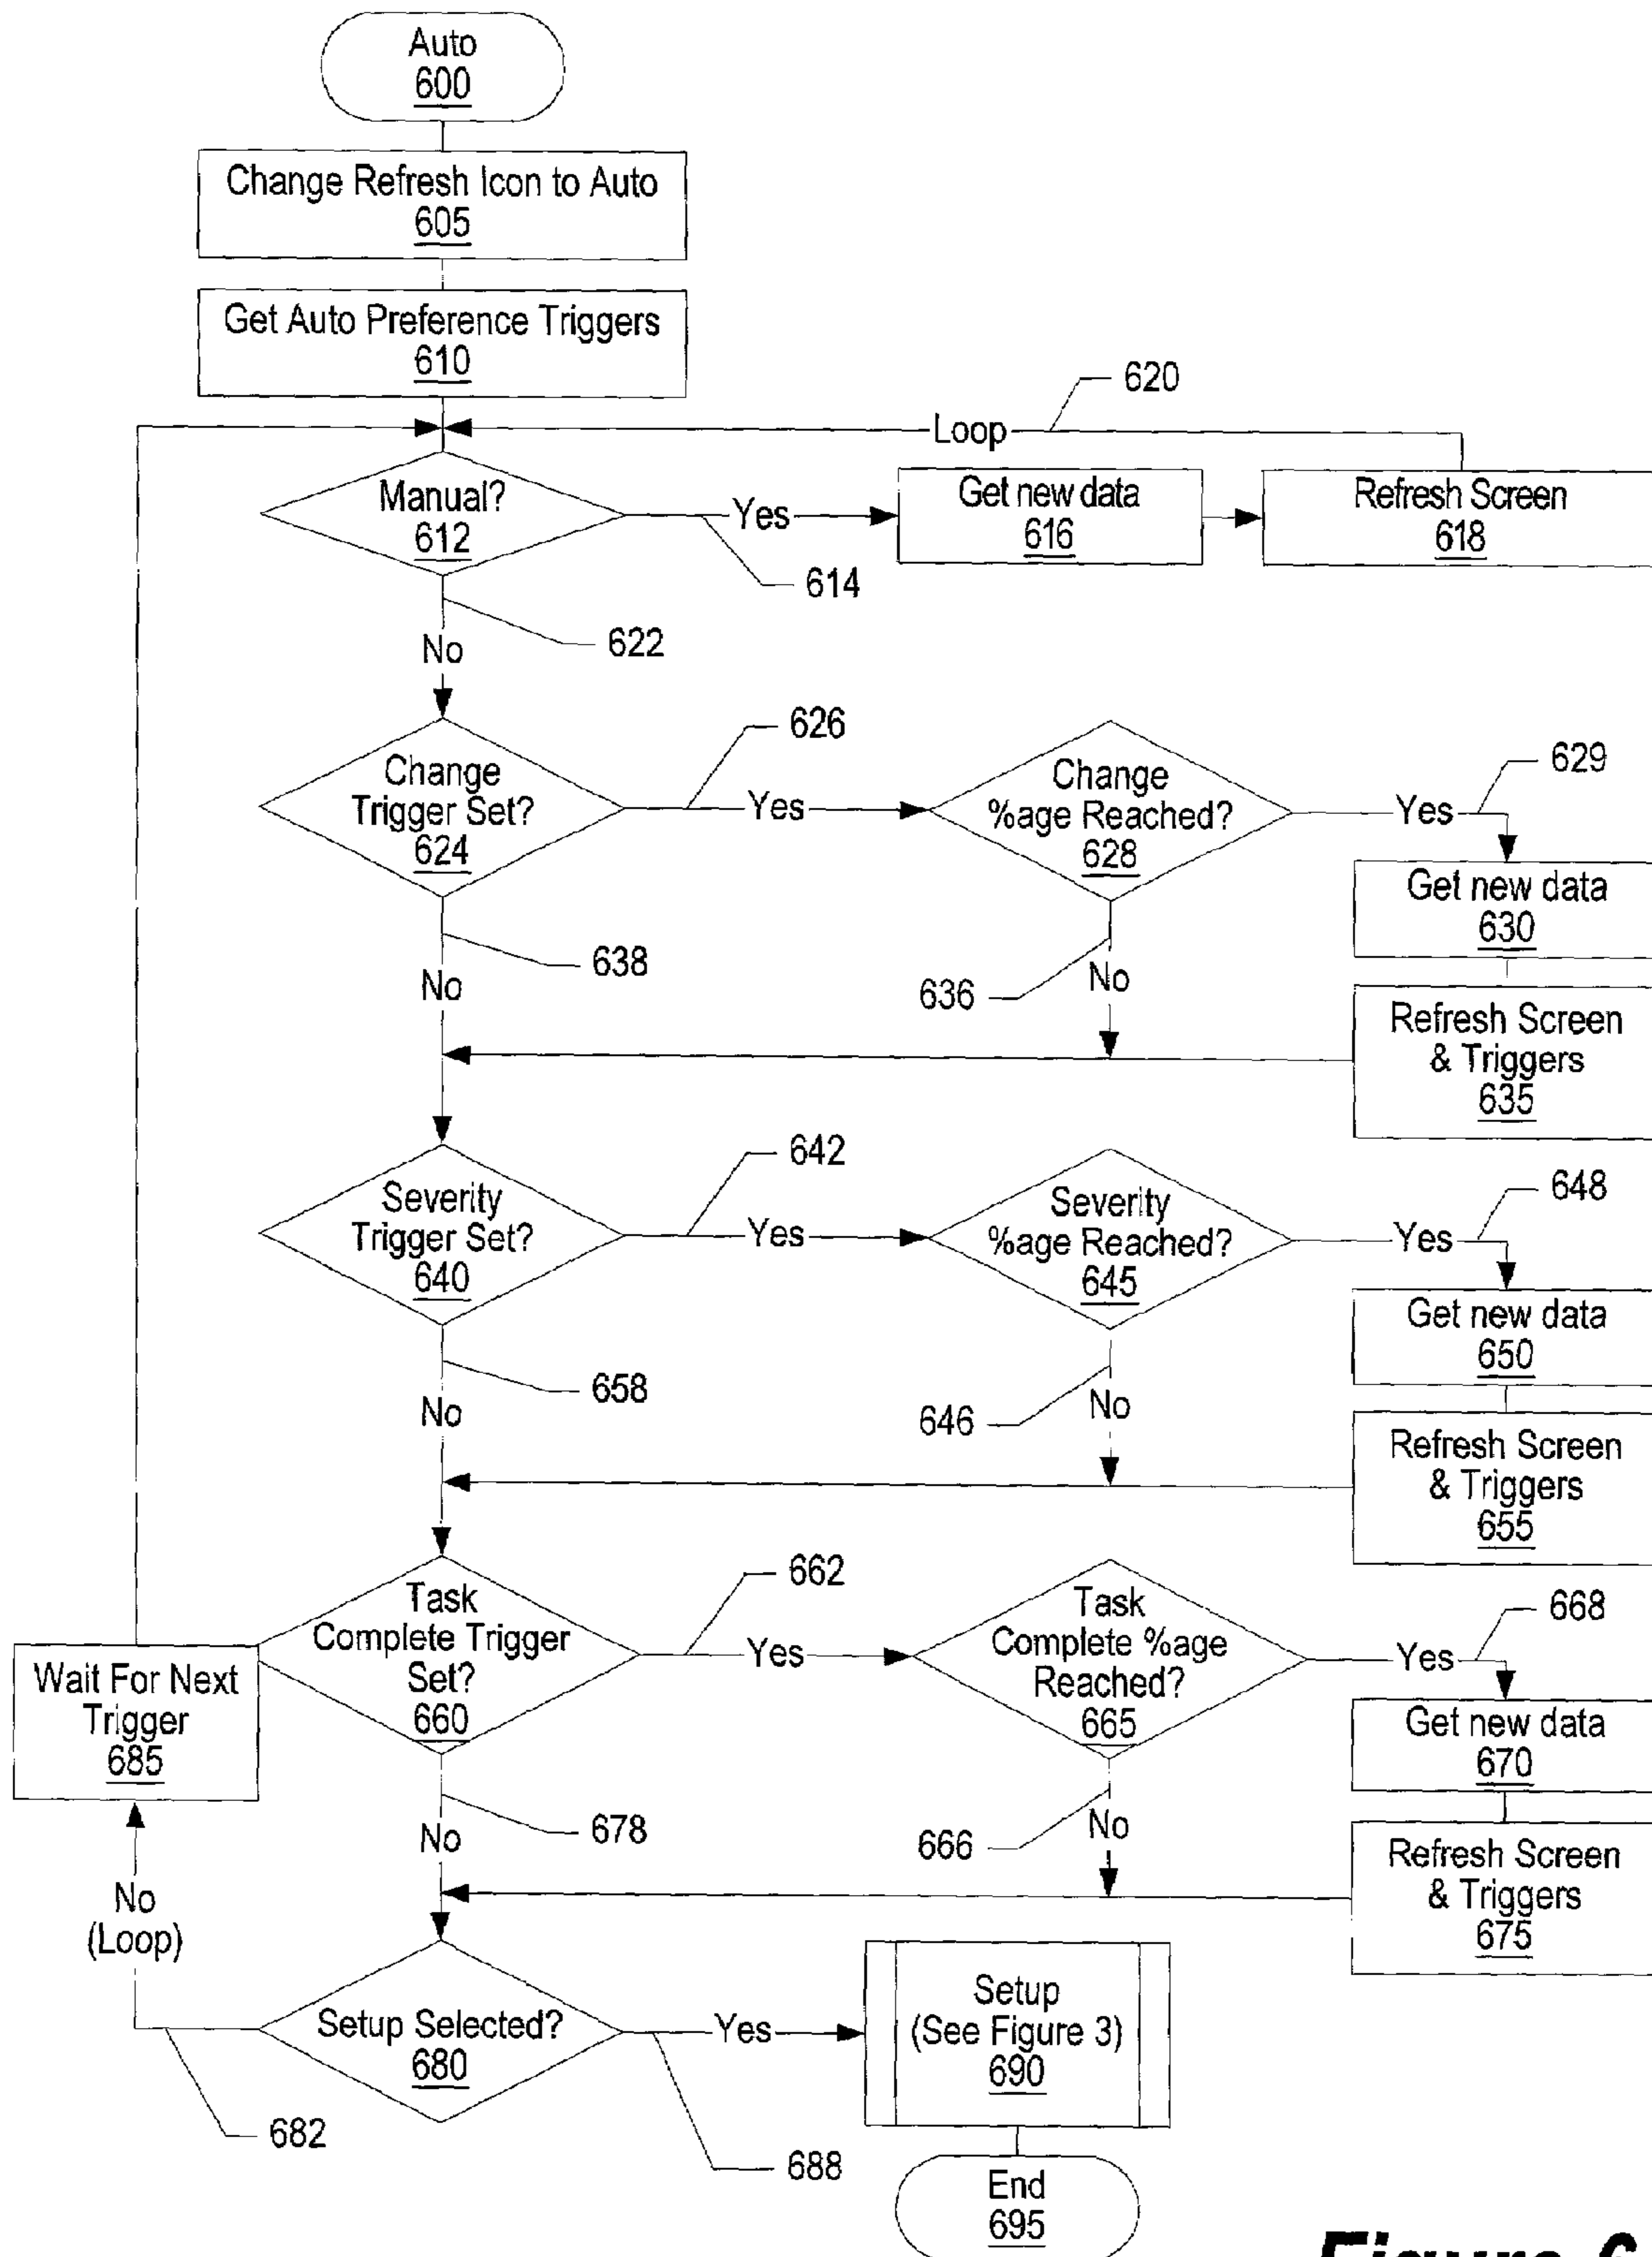 Auto
600
Change Refresh Icon to Auto
605
Get Auto Preference Triggers
610
620
Loop
Manual?
612
Yes
614
Get new data
616
Refresh Screen
618
622
No
Change
Trigger Set?
624
626
Yes
Change
%age Reached?
628
629
Yes
Get new data
630
638
No
636
No
Refresh Screen
& Triggers
635
Severity
Trigger Set?
640
642
Yes
Severity
%age Reached?
645
648
Yes
Get new data
650
658
No
646
No
Refresh Screen
& Triggers
655
Task
Complete Trigger
Set?
660
662
Yes
Task
Complete %age
Reached?
665
668
Yes
Get new data
670
Wait For Next
Trigger
685
678
No
666
No
Refresh Screen
& Triggers
675
No
(Loop)
Setup Selected?
680
682
Yes
688
Setup
(See Figure 3)
690
End
695
Figure 6